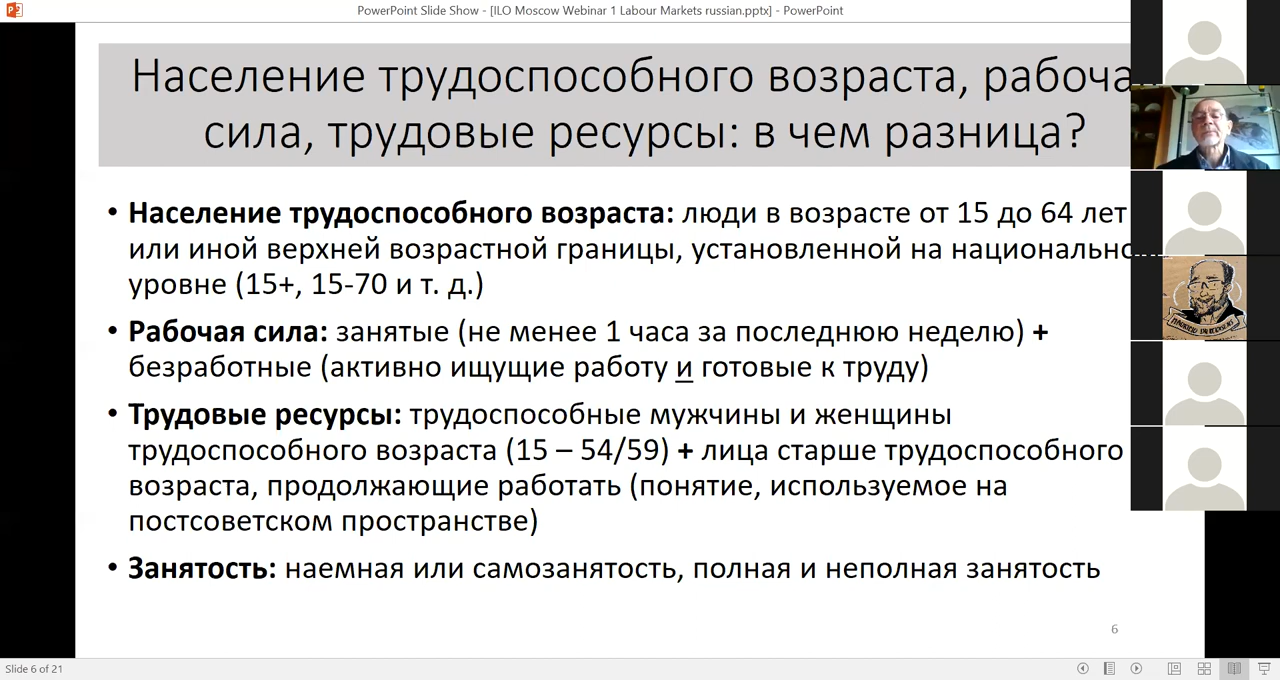 PowerPoint Slide Show - [ILO Moscow Webinar 1 Labour Markets russian.pptx] - PowerPoint
Население трудоспособного возраста, рабоча
сила, трудовые ресурсы: в чем разница?
• Население трудоспособного возраста: люди в возрасте от 15 до 64 лет
или иной верхней возрастной границы, установленной на национально
уровне (15+, 15-70 и т. д.)
• Рабочая сила: занятые (не менее 1 часа за последнюю неделю) +
безработные (активно ищущие работу и готовые к труду)
• Трудовые ресурсы: трудоспособные мужчины и женщины
трудоспособного возраста (15 – 54/59) + лица старше трудоспособного
возраста, продолжающие работать (понятие, используемое на
постсоветском пространстве)
• Занятость: наемная или самозанятость, полная и неполная занятость
6
Slide 6 of 21